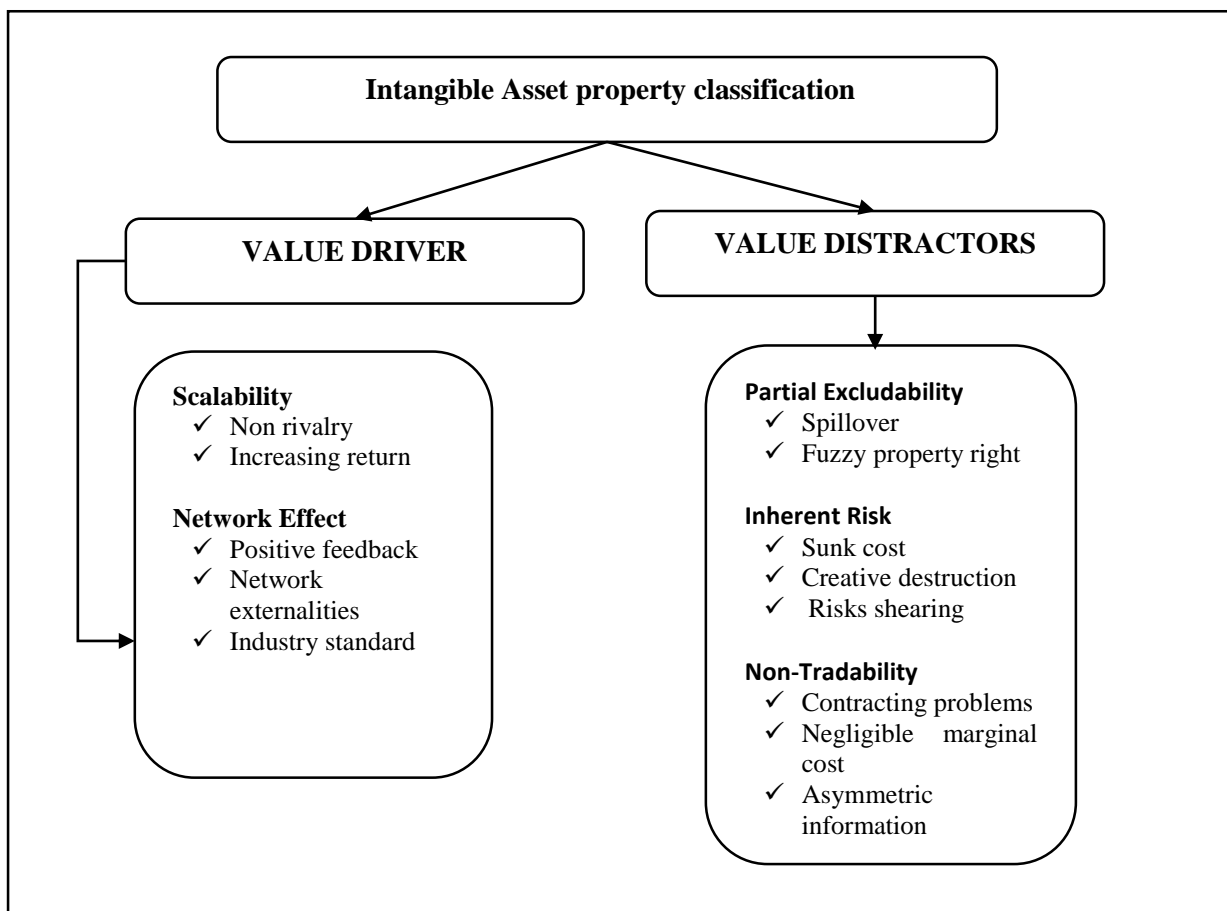 Intangible Asset property classification
VALUE DRIVER
VALUE DISTRACTORS
Scalability
✓ Non rivalry
✓ Increasing return
Network Effect
✓ Positive feedback
✓ Network
externalities
✓ Industry standard
Partial Excludability
✓ Spillover
✓ Fuzzy property right
Inherent Risk
✓ Sunk cost
✓ Creative destruction
✓ Risks shearing
Non-Tradability
✓ Contracting problems
✓ Negligible marginal
cost
✓ Asymmetric
information